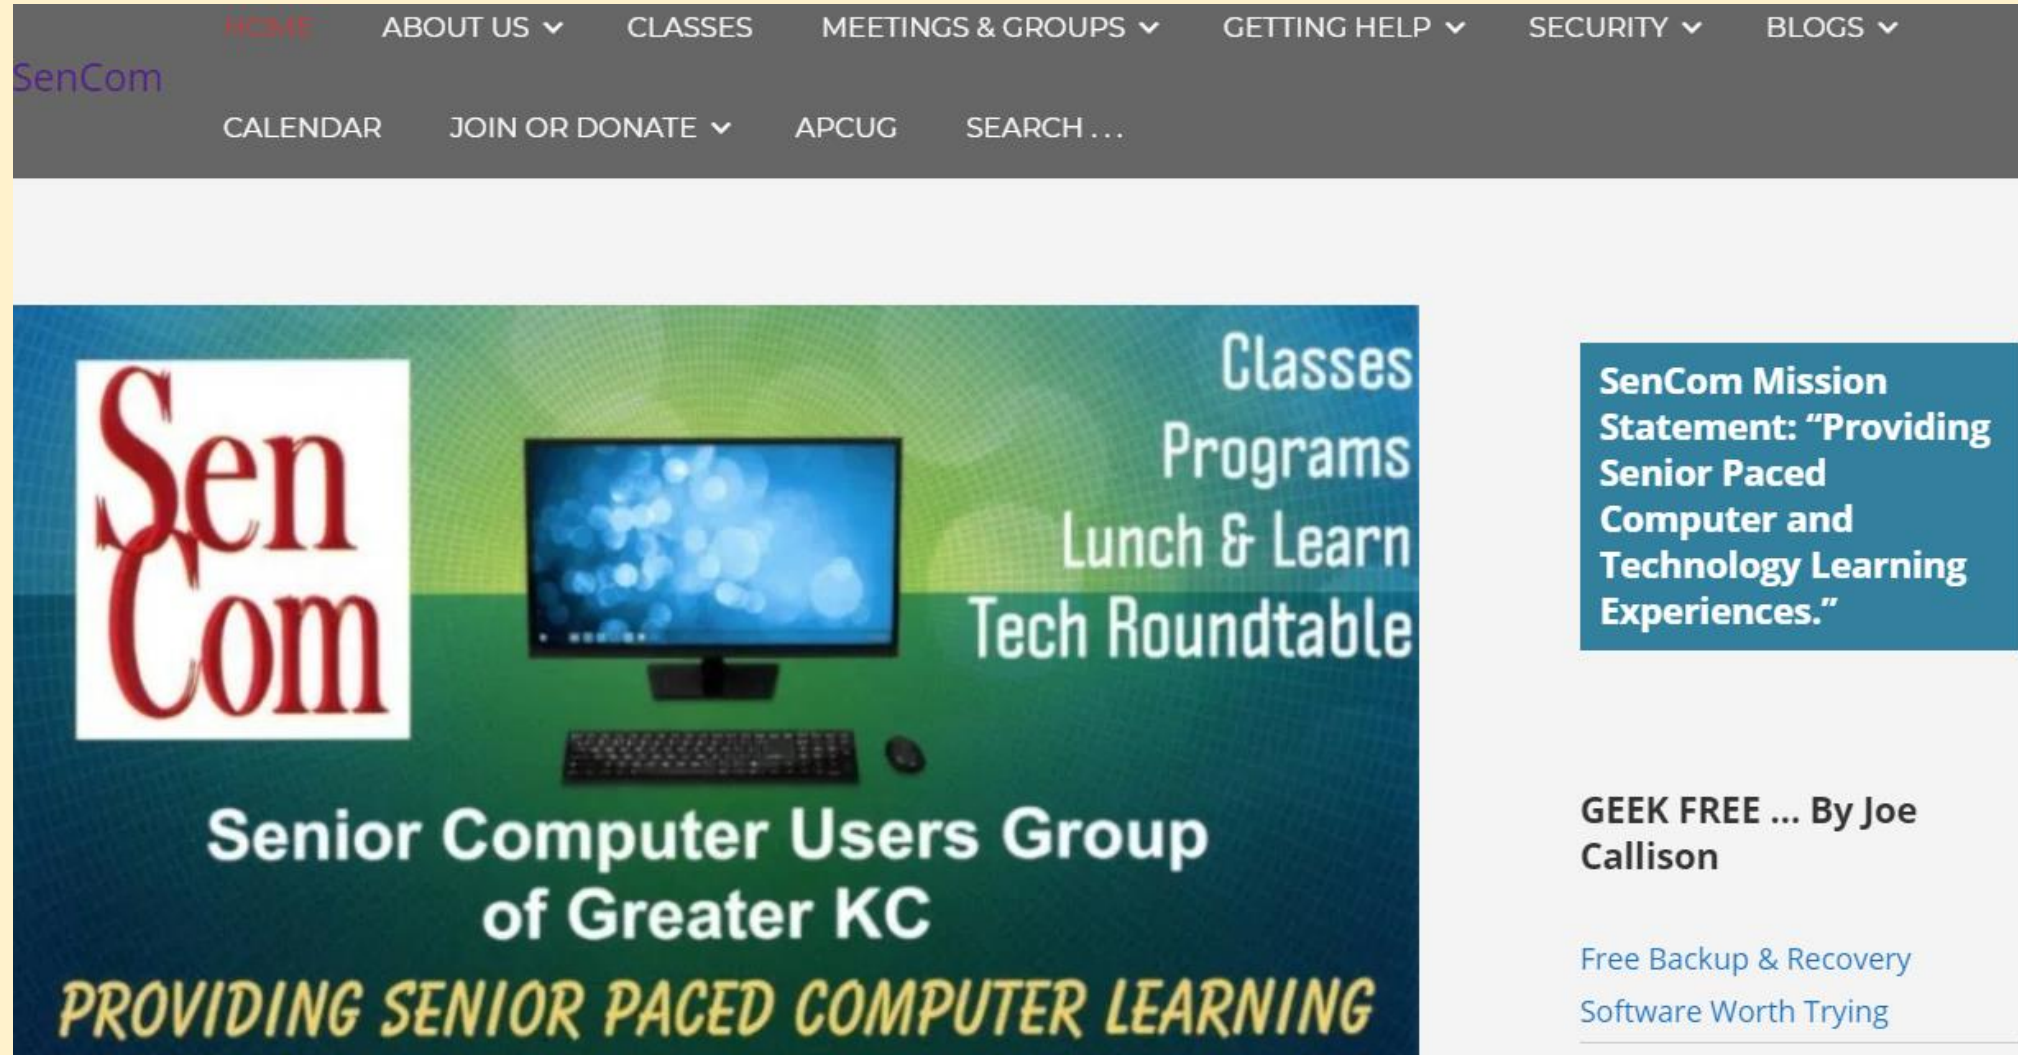 HOME ABOUT US CLASSES MEETINGS & GROUPS GETTING HELP SECURITY BLOGS
SenCom
CALENDAR JOIN OR DONATE APCUG SEARCH . . .
Sen
Com
Classes
Programs
Lunch & Learn
Tech Roundtable
Senior Computer Users Group
of Greater KC
PROVIDING SENIOR PACED COMPUTER LEARNING
SenCom Mission
Statement: “Providing
Senior Paced
Computer and
Technology Learning
Experiences.”
GEEK FREE ... By Joe
Callison
Free Backup & Recovery
Software Worth Trying